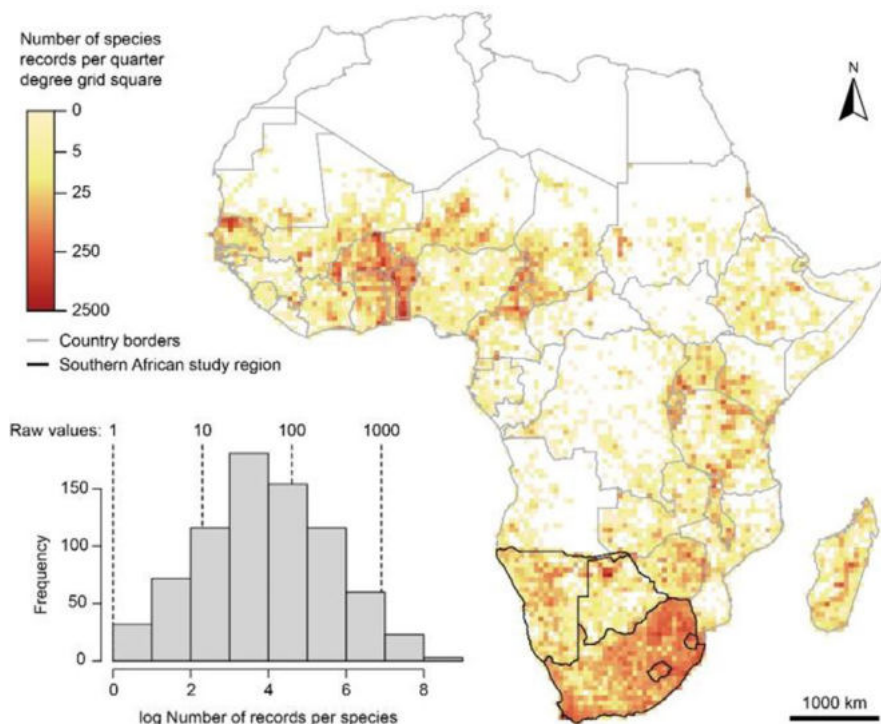 Number of species
records per quarter
degree grid square
0
5
25
250
2500
Country borders
Southern African study region
N
Raw values: 1 10 100 1000
Frequency
150
100
50
0
0 2 4 6 8
log Number of records per species
1000 km